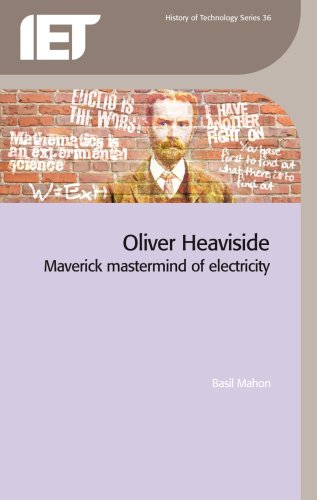 History of Technology Series 36
IET
EUCLID IS
THE WORST
Mathematics is
an experimental
science
W = E x H
HAVE
ANOTHER
FIGHT ON
You have
first to find out
what there is to
find out
Oliver Heaviside
Maverick mastermind of electricity
Basil Mahon